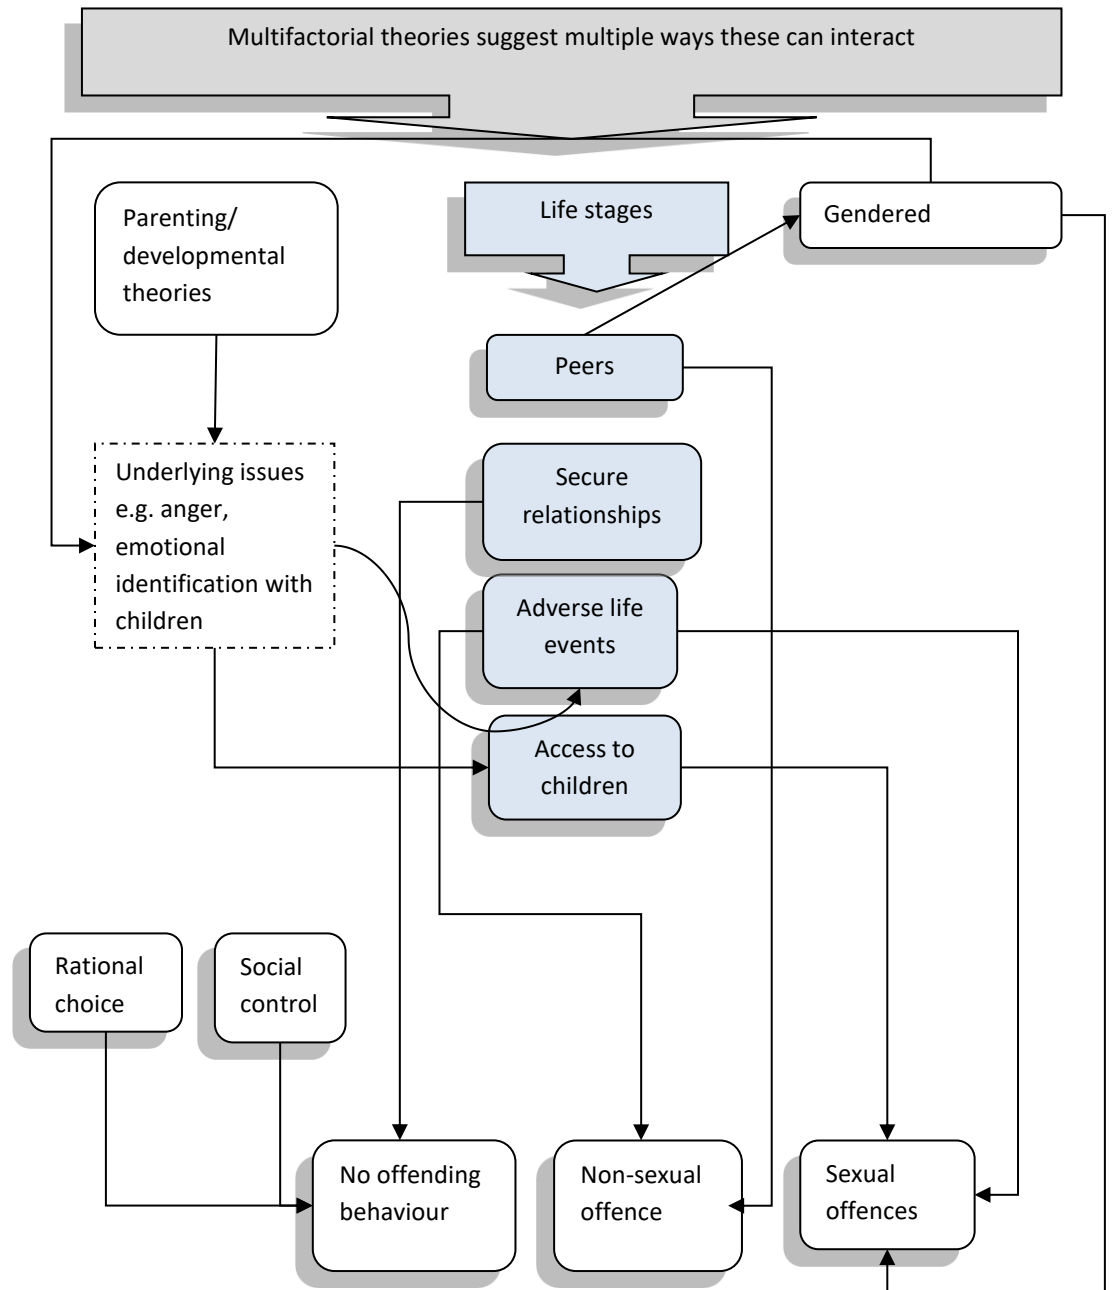 Multifactorial theories suggest multiple ways these can interact
Parenting/
developmental
theories
Life stages
Gendered
Peers
Underlying issues
e.g. anger,
emotional
identification with
children
Secure
relationships
Adverse life
events
Access to
children
Rational
choice
Social
control
No offending
behaviour
Non-sexual
offence
Sexual
offences